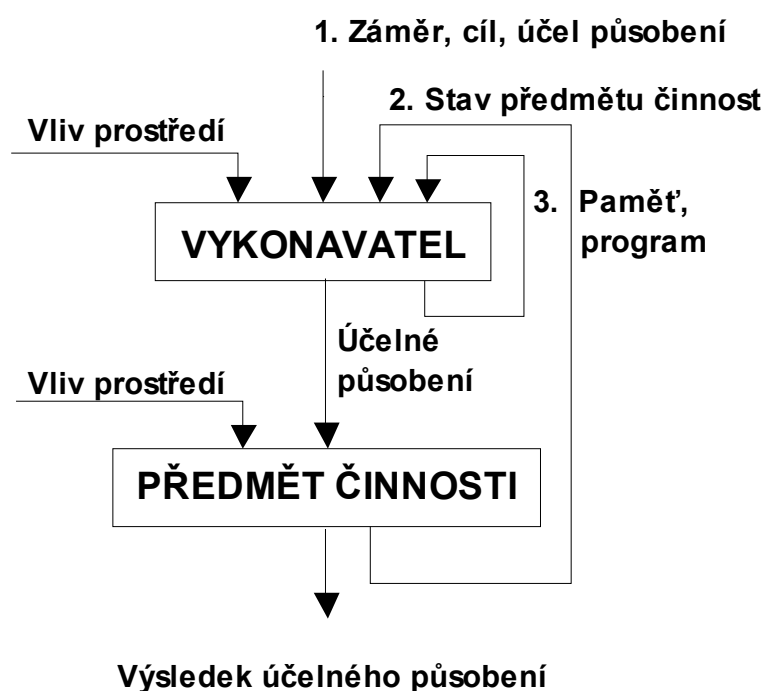 1. Záměr, cíl, účel působení
2. Stav předmětu činnost
Vliv prostředí
3. Paměť,
program
VYKONAVATEL
Účelné
působení
Vliv prostředí
PŘEDMĚT ČINNOSTI
Výsledek účelného působení